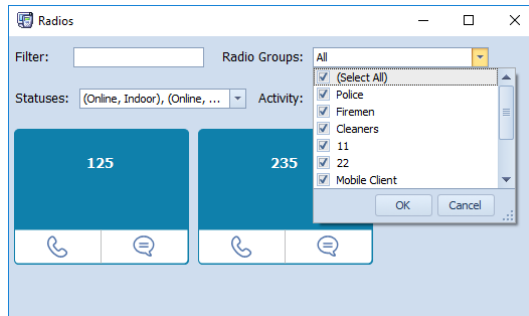 Radios
Filter:
Radio Groups: All
Statuses: (Online, Indoor), (Online, ...
Activity:
(Select All)
Police
Firemen
Cleaners
11
22
Mobile Client
OK Cancel
125
235